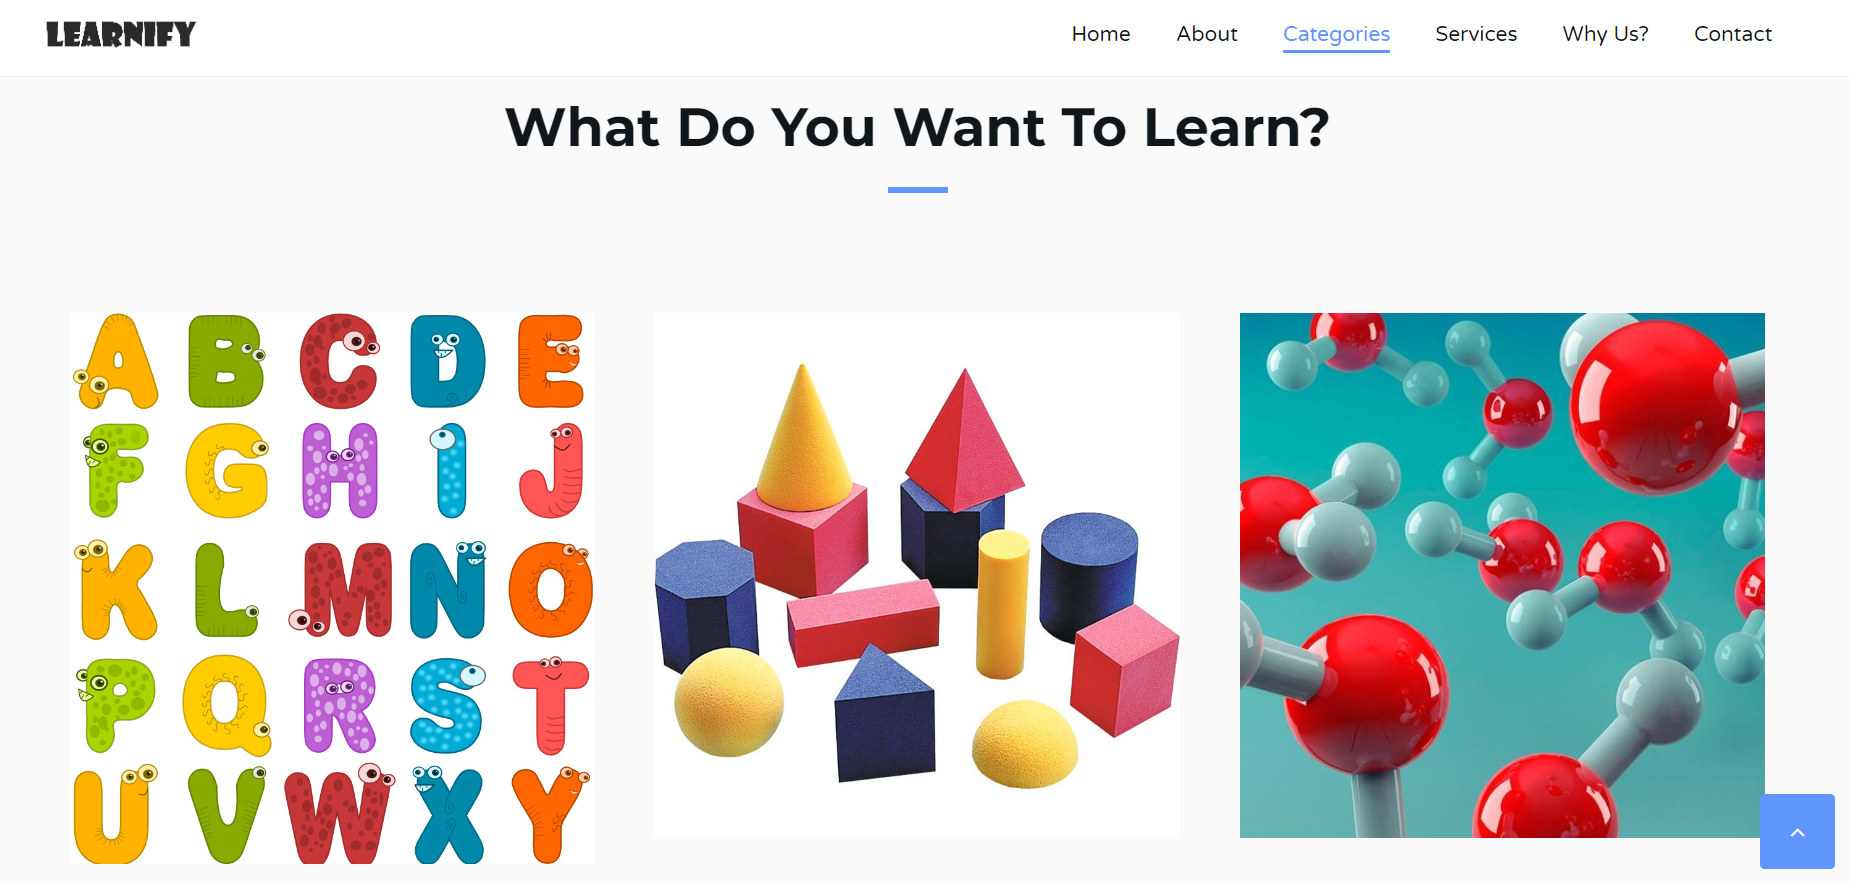 LEARNIFY
Home About Categories Services Why Us? Contact
What Do You Want To Learn?
A B C D E
F G H I J
K L M N O
P Q R S T
U V W X Y